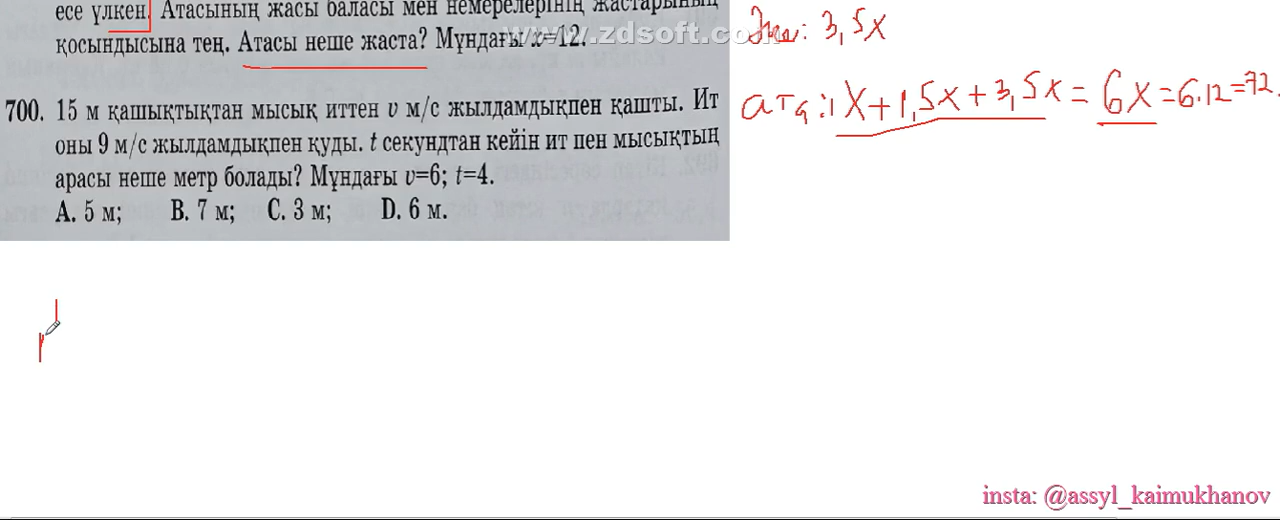 есе үлкен. Атасының жасы баласы мен немерелерінің жастарының
қосындысына тең. Атасы неше жаста? Мұндағы x=12.
www.zdsoft.com
700. 15 м қашықтықтан мысық иттен v м/с жылдамдықпен қашты. Ит
оны 9 м/с жылдамдықпен қуды. t секундтан кейін ит пен мысықтың
арасы неше метр болады? Мұндағы v=6; t=4.
A. 5 м; B. 7 м; C. 3 м; D. 6 м.
3,5x
ата: x+1,5x+3,5x=6x=6.12=72.
insta: @assyl_kaimukhanov